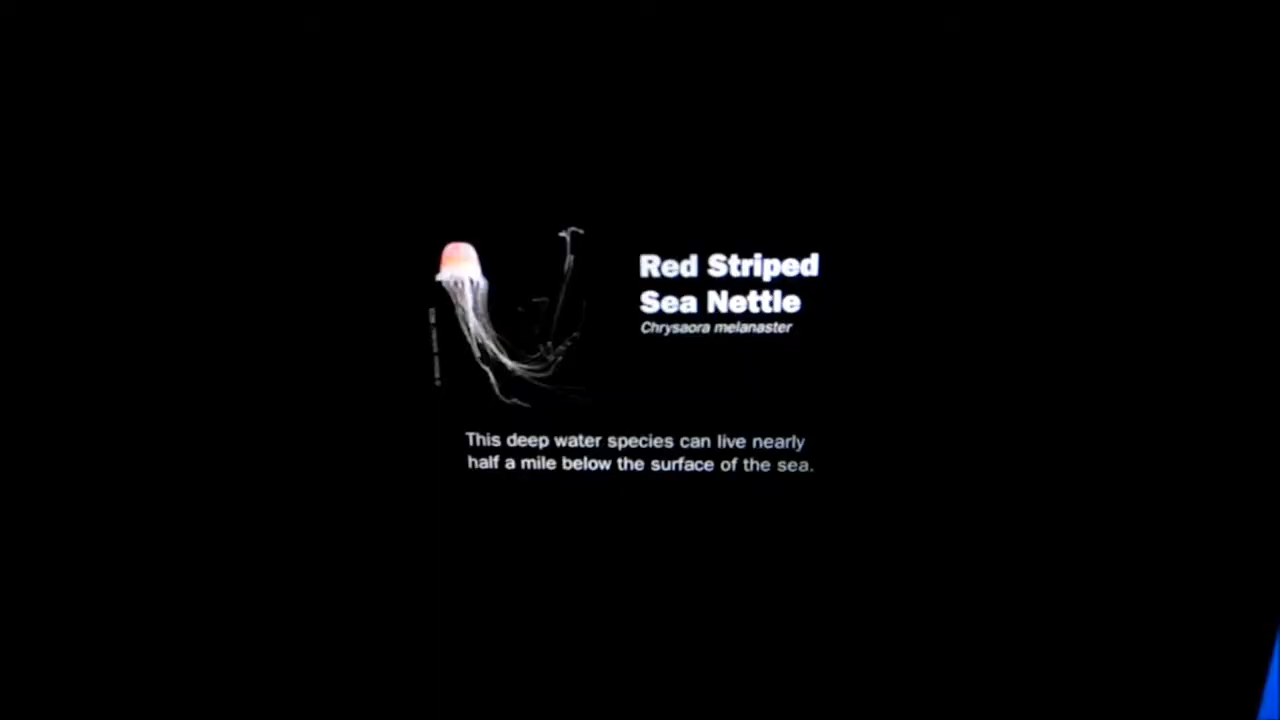 Red Striped
Sea Nettle
Chrysaora melanaster
This deep water species can live nearly
half a mile below the surface of the sea.